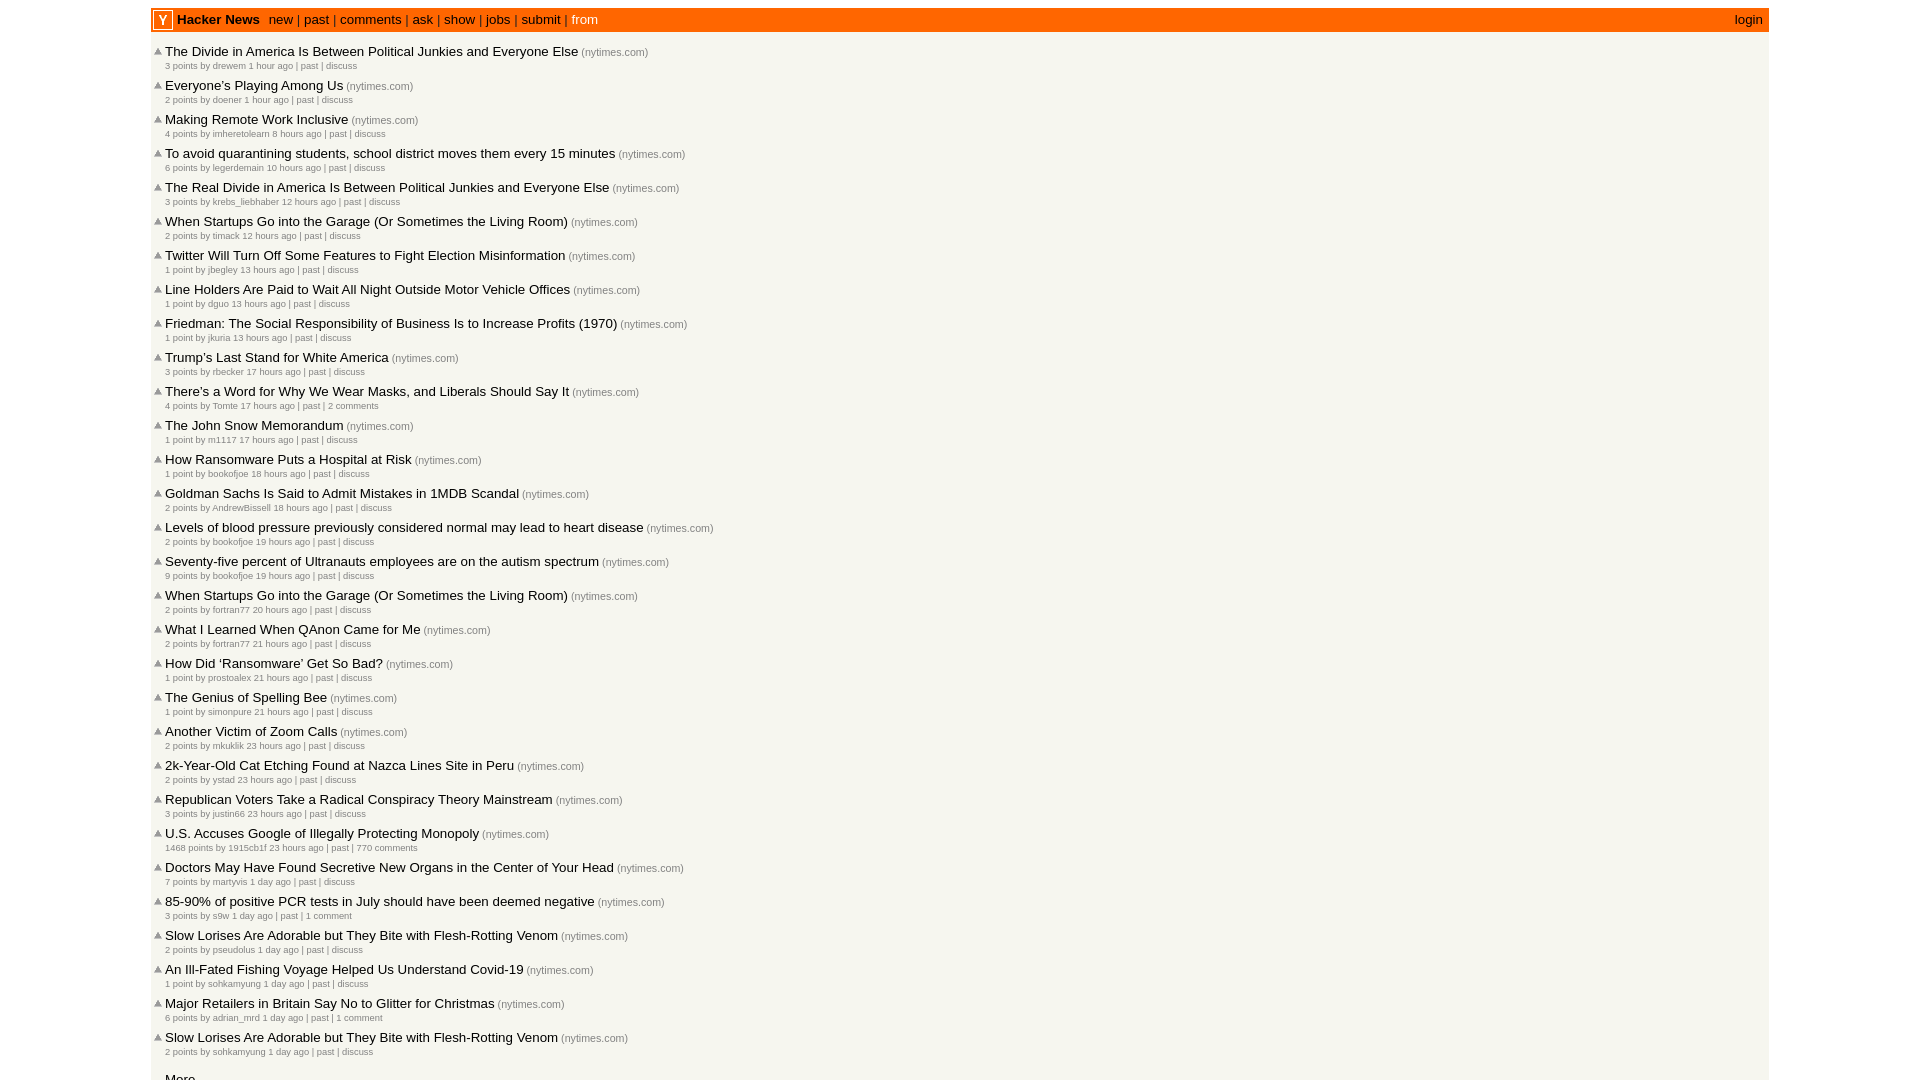 Y Hacker News new | past | comments | ask | show | jobs | submit | from login
The Divide in America Is Between Political Junkies and Everyone Else (nytimes.com)
3 points by drewem 1 hour ago | past | discuss
Everyone’s Playing Among Us (nytimes.com)
2 points by doener 1 hour ago | past | discuss
Making Remote Work Inclusive (nytimes.com)
4 points by imheretolearn 8 hours ago | past | discuss
To avoid quarantining students, school district moves them every 15 minutes (nytimes.com)
6 points by legerdemain 10 hours ago | past | discuss
The Real Divide in America Is Between Political Junkies and Everyone Else (nytimes.com)
3 points by krebs_liebhaber 12 hours ago | past | discuss
When Startups Go into the Garage (Or Sometimes the Living Room) (nytimes.com)
2 points by timack 12 hours ago | past | discuss
Twitter Will Turn Off Some Features to Fight Election Misinformation (nytimes.com)
1 point by jbegley 13 hours ago | past | discuss
Line Holders Are Paid to Wait All Night Outside Motor Vehicle Offices (nytimes.com)
1 point by dguo 13 hours ago | past | discuss
Friedman: The Social Responsibility of Business Is to Increase Profits (1970) (nytimes.com)
1 point by jkuria 13 hours ago | past | discuss
Trump’s Last Stand for White America (nytimes.com)
3 points by rbecker 17 hours ago | past | discuss
There’s a Word for Why We Wear Masks, and Liberals Should Say It (nytimes.com)
4 points by Tomte 17 hours ago | past | 2 comments
The John Snow Memorandum (nytimes.com)
1 point by m1117 17 hours ago | past | discuss
How Ransomware Puts a Hospital at Risk (nytimes.com)
1 point by bookofjoe 18 hours ago | past | discuss
Goldman Sachs Is Said to Admit Mistakes in 1MDB Scandal (nytimes.com)
2 points by AndrewBissell 18 hours ago | past | discuss
Levels of blood pressure previously considered normal may lead to heart disease (nytimes.com)
2 points by bookofjoe 19 hours ago | past | discuss
Seventy-five percent of Ultranauts employees are on the autism spectrum (nytimes.com)
9 points by bookofjoe 19 hours ago | past | discuss
When Startups Go into the Garage (Or Sometimes the Living Room) (nytimes.com)
2 points by fortran77 20 hours ago | past | discuss
What I Learned When QAnon Came for Me (nytimes.com)
2 points by fortran77 21 hours ago | past | discuss
How Did ‘Ransomware’ Get So Bad? (nytimes.com)
1 point by prostoalex 21 hours ago | past | discuss
The Genius of Spelling Bee (nytimes.com)
1 point by simonpure 21 hours ago | past | discuss
Another Victim of Zoom Calls (nytimes.com)
2 points by mkuklik 23 hours ago | past | discuss
2k-Year-Old Cat Etching Found at Nazca Lines Site in Peru (nytimes.com)
2 points by ystad 23 hours ago | past | discuss
Republican Voters Take a Radical Conspiracy Theory Mainstream (nytimes.com)
3 points by justin66 23 hours ago | past | discuss
U.S. Accuses Google of Illegally Protecting Monopoly (nytimes.com)
1468 points by 1915cb1f 23 hours ago | past | 770 comments
Doctors May Have Found Secretive New Organs in the Center of Your Head (nytimes.com)
7 points by martyvis 1 day ago | past | discuss
85-90% of positive PCR tests in July should have been deemed negative (nytimes.com)
3 points by s9w 1 day ago | past | 1 comment
Slow Lorises Are Adorable but They Bite with Flesh-Rotting Venom (nytimes.com)
2 points by pseudolus 1 day ago | past | discuss
An Ill-Fated Fishing Voyage Helped Us Understand Covid-19 (nytimes.com)
1 point by sohkamyung 1 day ago | past | discuss
Major Retailers in Britain Say No to Glitter for Christmas (nytimes.com)
6 points by adrian_mrd 1 day ago | past | 1 comment
Slow Lorises Are Adorable but They Bite with Flesh-Rotting Venom (nytimes.com)
2 points by sohkamyung 1 day ago | past | discuss
More